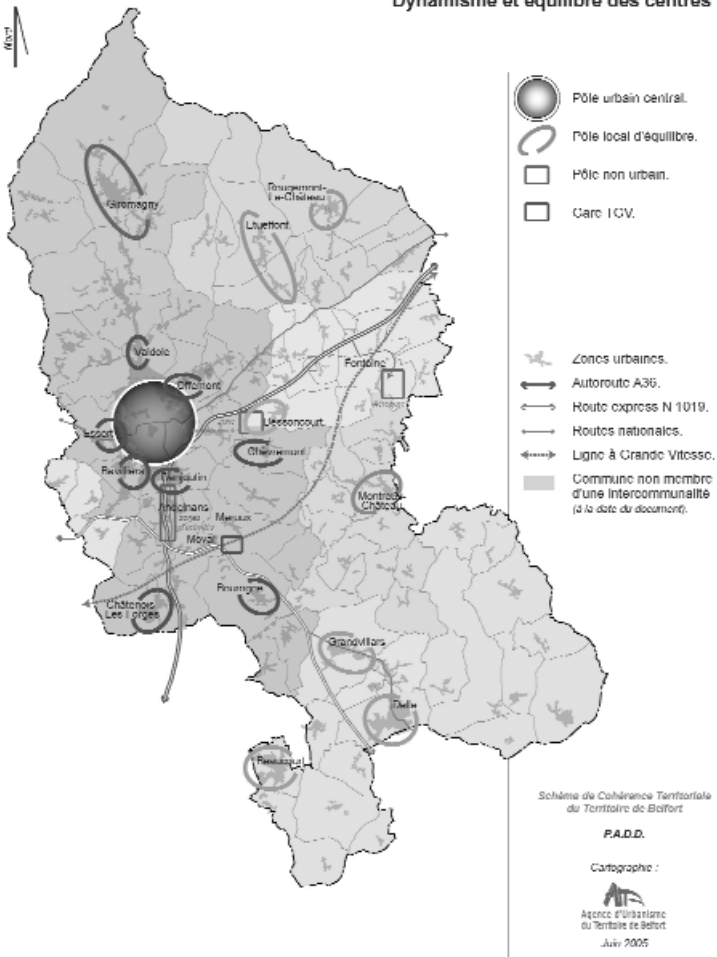 Dynamisme et équilibre des centres
Nord
Pôle urbain central.
Pôle local d'équilibre.
Pôle non urbain.
Gare TGV.
Zones urbaines.
Autoroute A36.
Route express N 1019.
Routes nationales.
Ligne à Grande Vitesse.
Commune non membre
d'une intercommunalité
(à la date du document).
Giromagny
Rougemont-
Le-Château
Etueffont
Valdoie
Offemont
Fontaine
Essert
Bessoncourt
Chèvremont
Bavilliers
Danjoutin
Andelnans
Montreux
Château
Meroux
Moval
Bourogne
Châtenois
Les Forges
Grandvillars
Delle
Beaucourt
Schéma de Cohérence Territoriale
du Territoire de Belfort
P.A.D.D.
Cartographie :
Agence d'Urbanisme
du Territoire de Belfort
Juin 2005